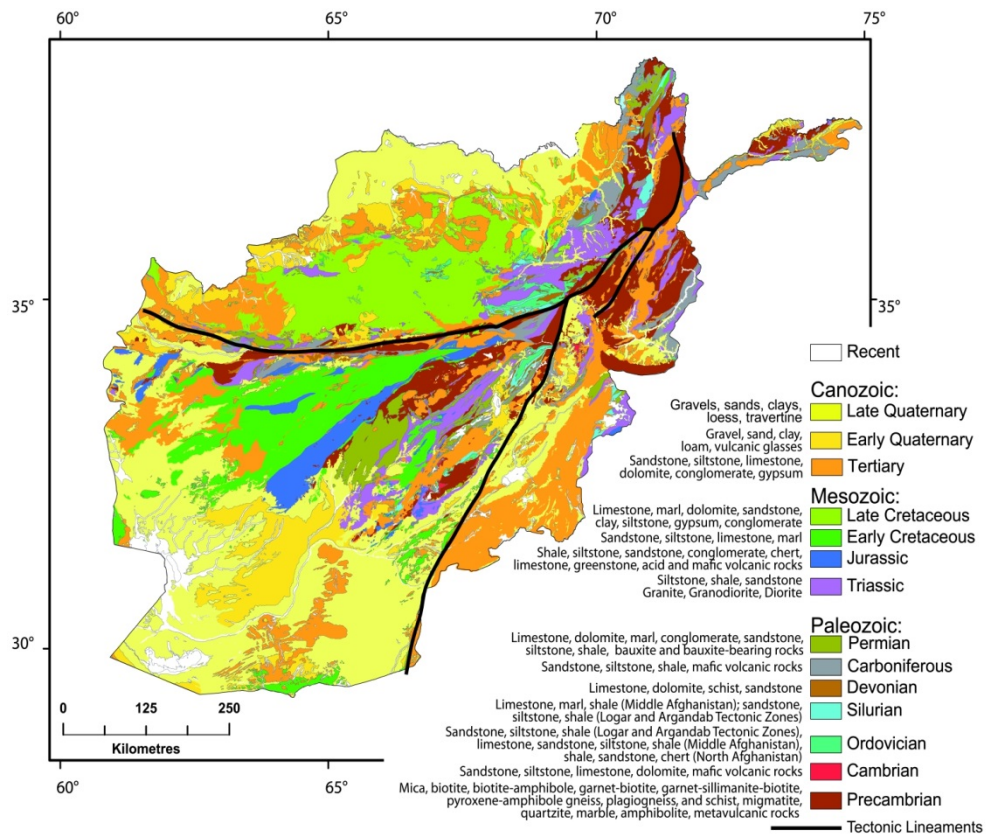 60°
65°
70°
75°
35°
35°
30°
Recent
Canozoic:
Gravels, sands, clays,
loess, travertine
Late Quaternary
Gravel, sand, clay,
loam, vulcanic glasses
Early Quaternary
Sandstone, siltstone, limestone,
dolomite, conglomerate, gypsum
Tertiary
Mesozoic:
Limestone, marl, dolomite, sandstone,
clay, siltstone, gypsum, conglomerate
Late Cretaceous
Sandstone, siltstone, limestone, marl
Early Cretaceous
Shale, siltstone, sandstone, conglomerate, chert,
limestone, greenstone, acid and mafic volcanic rocks
Jurassic
Siltstone, shale, sandstone
Granite, Granodiorite, Diorite
Triassic
Paleozoic:
Limestone, dolomite, marl, conglomerate, sandstone,
siltstone, shale, bauxite and bauxite-bearing rocks
Permian
Sandstone, siltstone, shale, mafic volcanic rocks
Carboniferous
Limestone, dolomite, schist, sandstone
Devonian
Limestone, marl, shale (Middle Afghanistan); sandstone,
siltstone, shale (Logar and Argandab Tectonic Zones)
Silurian
Sandstone, siltstone, shale (Logar and Argandab Tectonic Zones),
limestone, sandstone, siltstone, shale (Middle Afghanistan),
shale, sandstone, chert (North Afghanistan)
Ordovician
Sandstone, siltstone, limestone, dolomite, mafic volcanic rocks
Cambrian
Mica, biotite, biotite-amphibole, garnet-biotite, garnet-sillimanite-biotite,
pyroxene-amphibole gneiss, plagiogneiss, and schist, migmatite,
quartzite, marble, amphibolite, metavulcanic rocks
Precambrian
Tectonic Lineaments
0 125 250
Kilometres
60°
65°